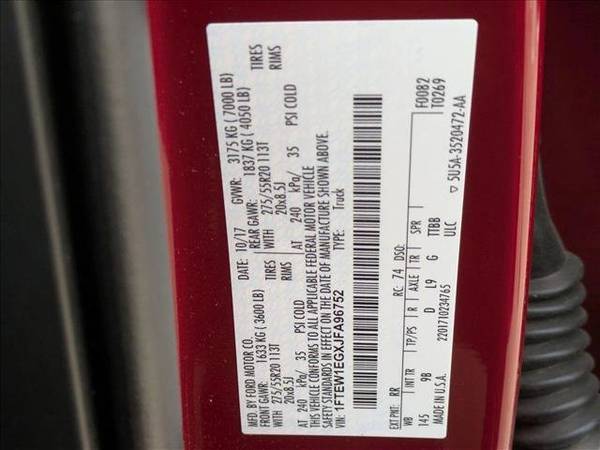 MFD. BY FORD MOTOR CO.
DATE: 10/17 GVWR: 3175 KG ( 7000 LB)
FRONT GAWR: 1633 KG (3600 LB) REAR GAWR: 1837 KG ( 4050 LB)
275/55R20 113T TIRES WITH 275/55R20 113T TIRES
20x8.5J RIMS 20x8.5J RIMS
AT 240 kPa/ 35 PSI COLD AT 240 kPa/ 35 PSI COLD
THIS VEHICLE CONFORMS TO ALL APPLICABLE FEDERAL MOTOR VEHICLE
SAFETY STANDARDS IN EFFECT ON THE DATE OF MANUFACTURE SHOWN ABOVE.
VIN: 1FTEW1EGXJFA96752 TYPE: Truck
F0082
T0269
EXT PNT: RR RC: 74 DSO:
WB INT TR TP/PS R AXLE TR SPR
145 9B D L9 G TTBB
MADE IN U.S.A. 2201710234765 ULC
▽ 5U5A-3520472-AA